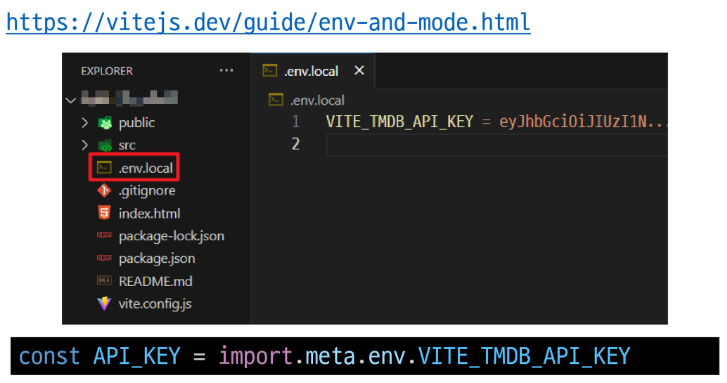 https://vitejs.dev/guide/env-and-mode.html
EXPLORER ...
.env.local ×
.env.local
public
src
.env.local
.gitignore
index.html
package-lock.json
package.json
README.md
vite.config.js
1 VITE_TMDB_API_KEY = eyJhbGciOiJIUzI1N...
2
const API_KEY = import.meta.env.VITE_TMDB_API_KEY